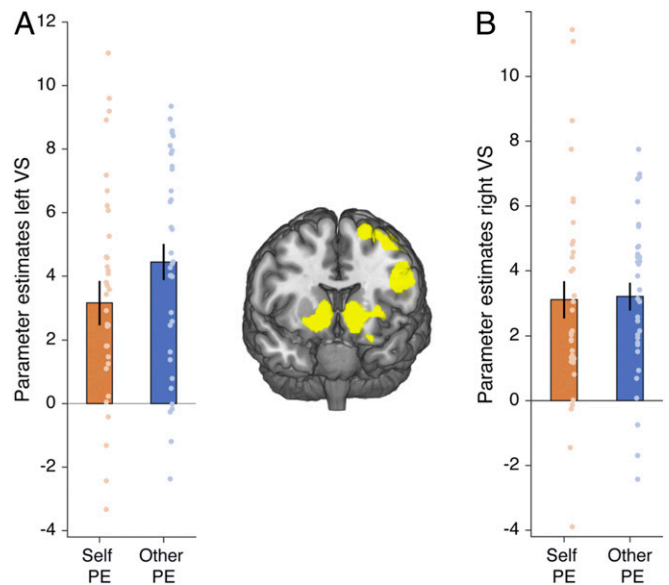 A
Parameter estimates left VS
12
10
8
6
4
2
0
-2
-4
Self
PE
Other
PE
B
Parameter estimates right VS
10
8
6
4
2
0
-2
-4
Self
PE
Other
PE